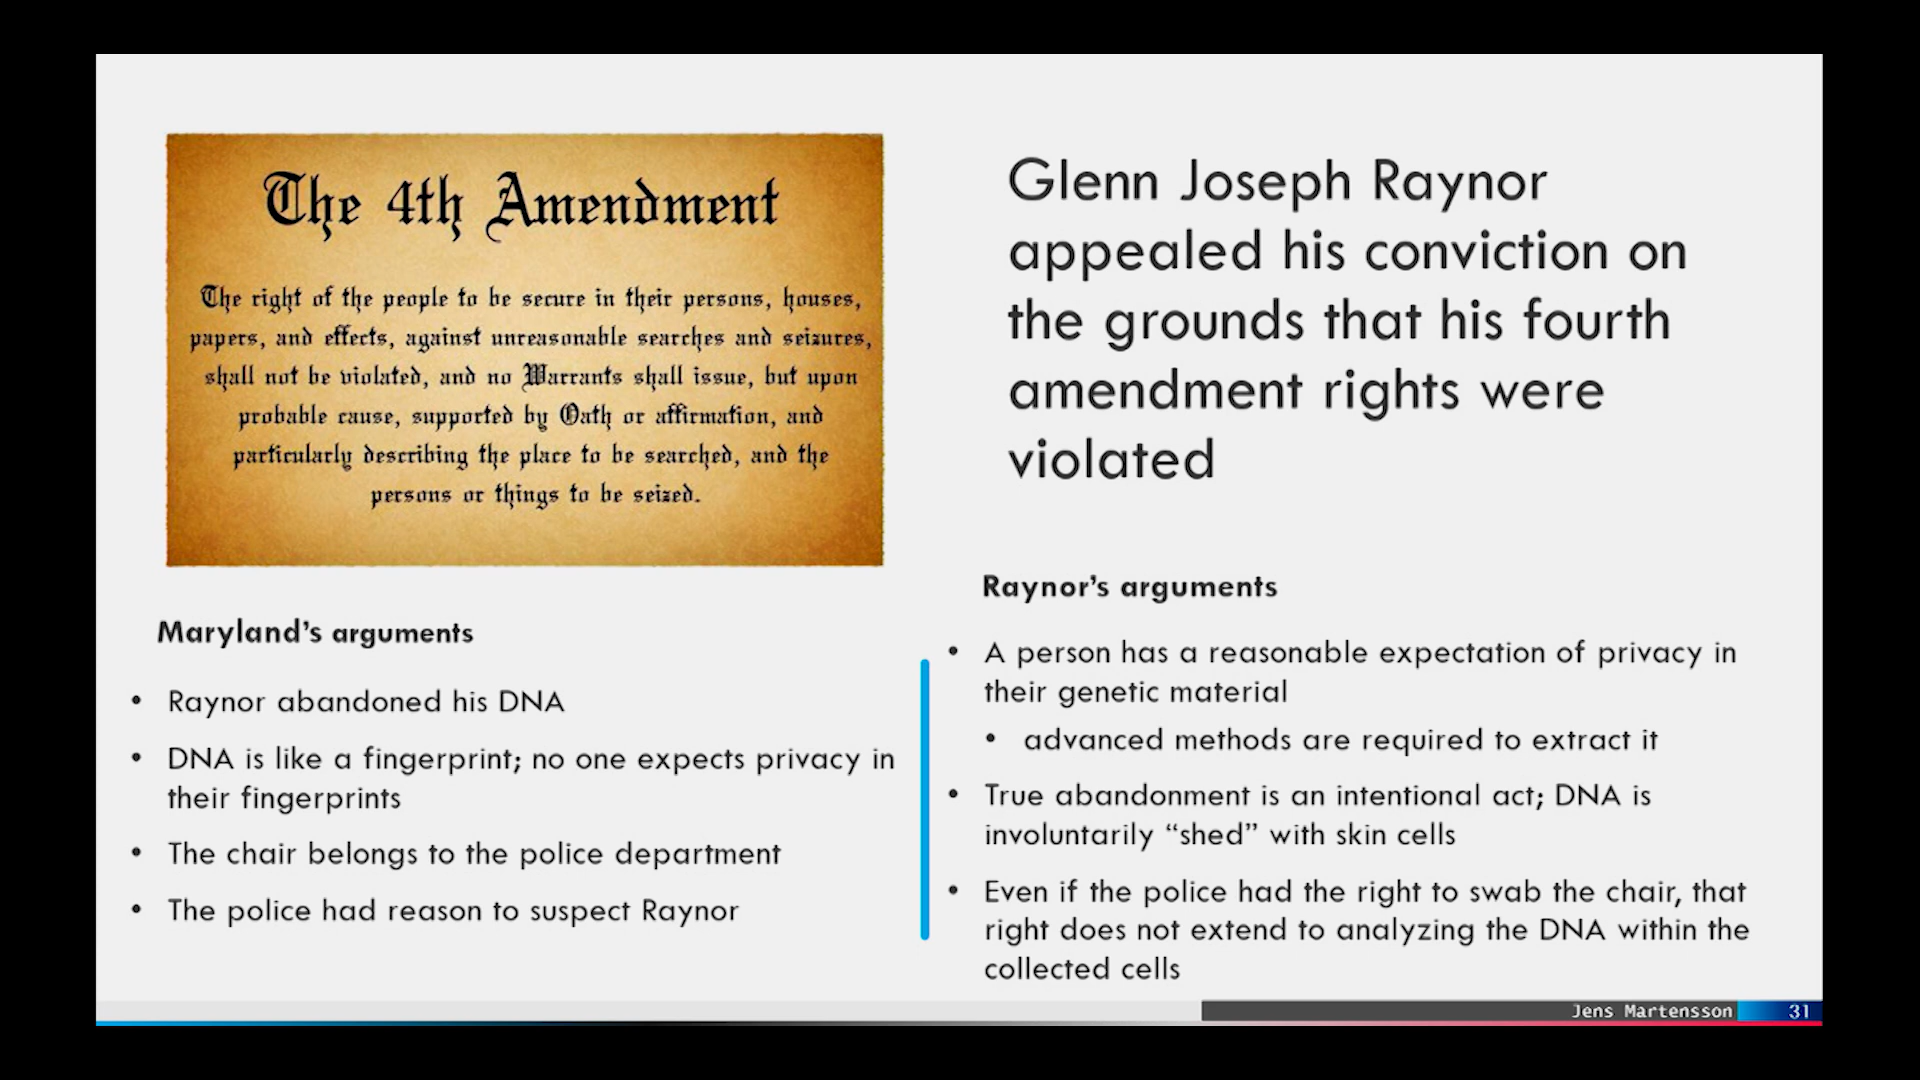 The 4th Amendment
The right of the people to be secure in their persons, houses,
papers, and effects, against unreasonable searches and seizures,
shall not be violated, and no Warrants shall issue, but upon
probable cause, supported by Oath or affirmation, and
particularly describing the place to be searched, and the
persons or things to be seized.
Glenn Joseph Raynor
appealed his conviction on
the grounds that his fourth
amendment rights were
violated
Maryland’s arguments
• Raynor abandoned his DNA
• DNA is like a fingerprint; no one expects privacy in
their fingerprints
• The chair belongs to the police department
• The police had reason to suspect Raynor
Raynor’s arguments
• A person has a reasonable expectation of privacy in
their genetic material
• advanced methods are required to extract it
• True abandonment is an intentional act; DNA is
involuntarily “shed” with skin cells
• Even if the police had the right to swab the chair, that
right does not extend to analyzing the DNA within the
collected cells
Jens Martensson
31